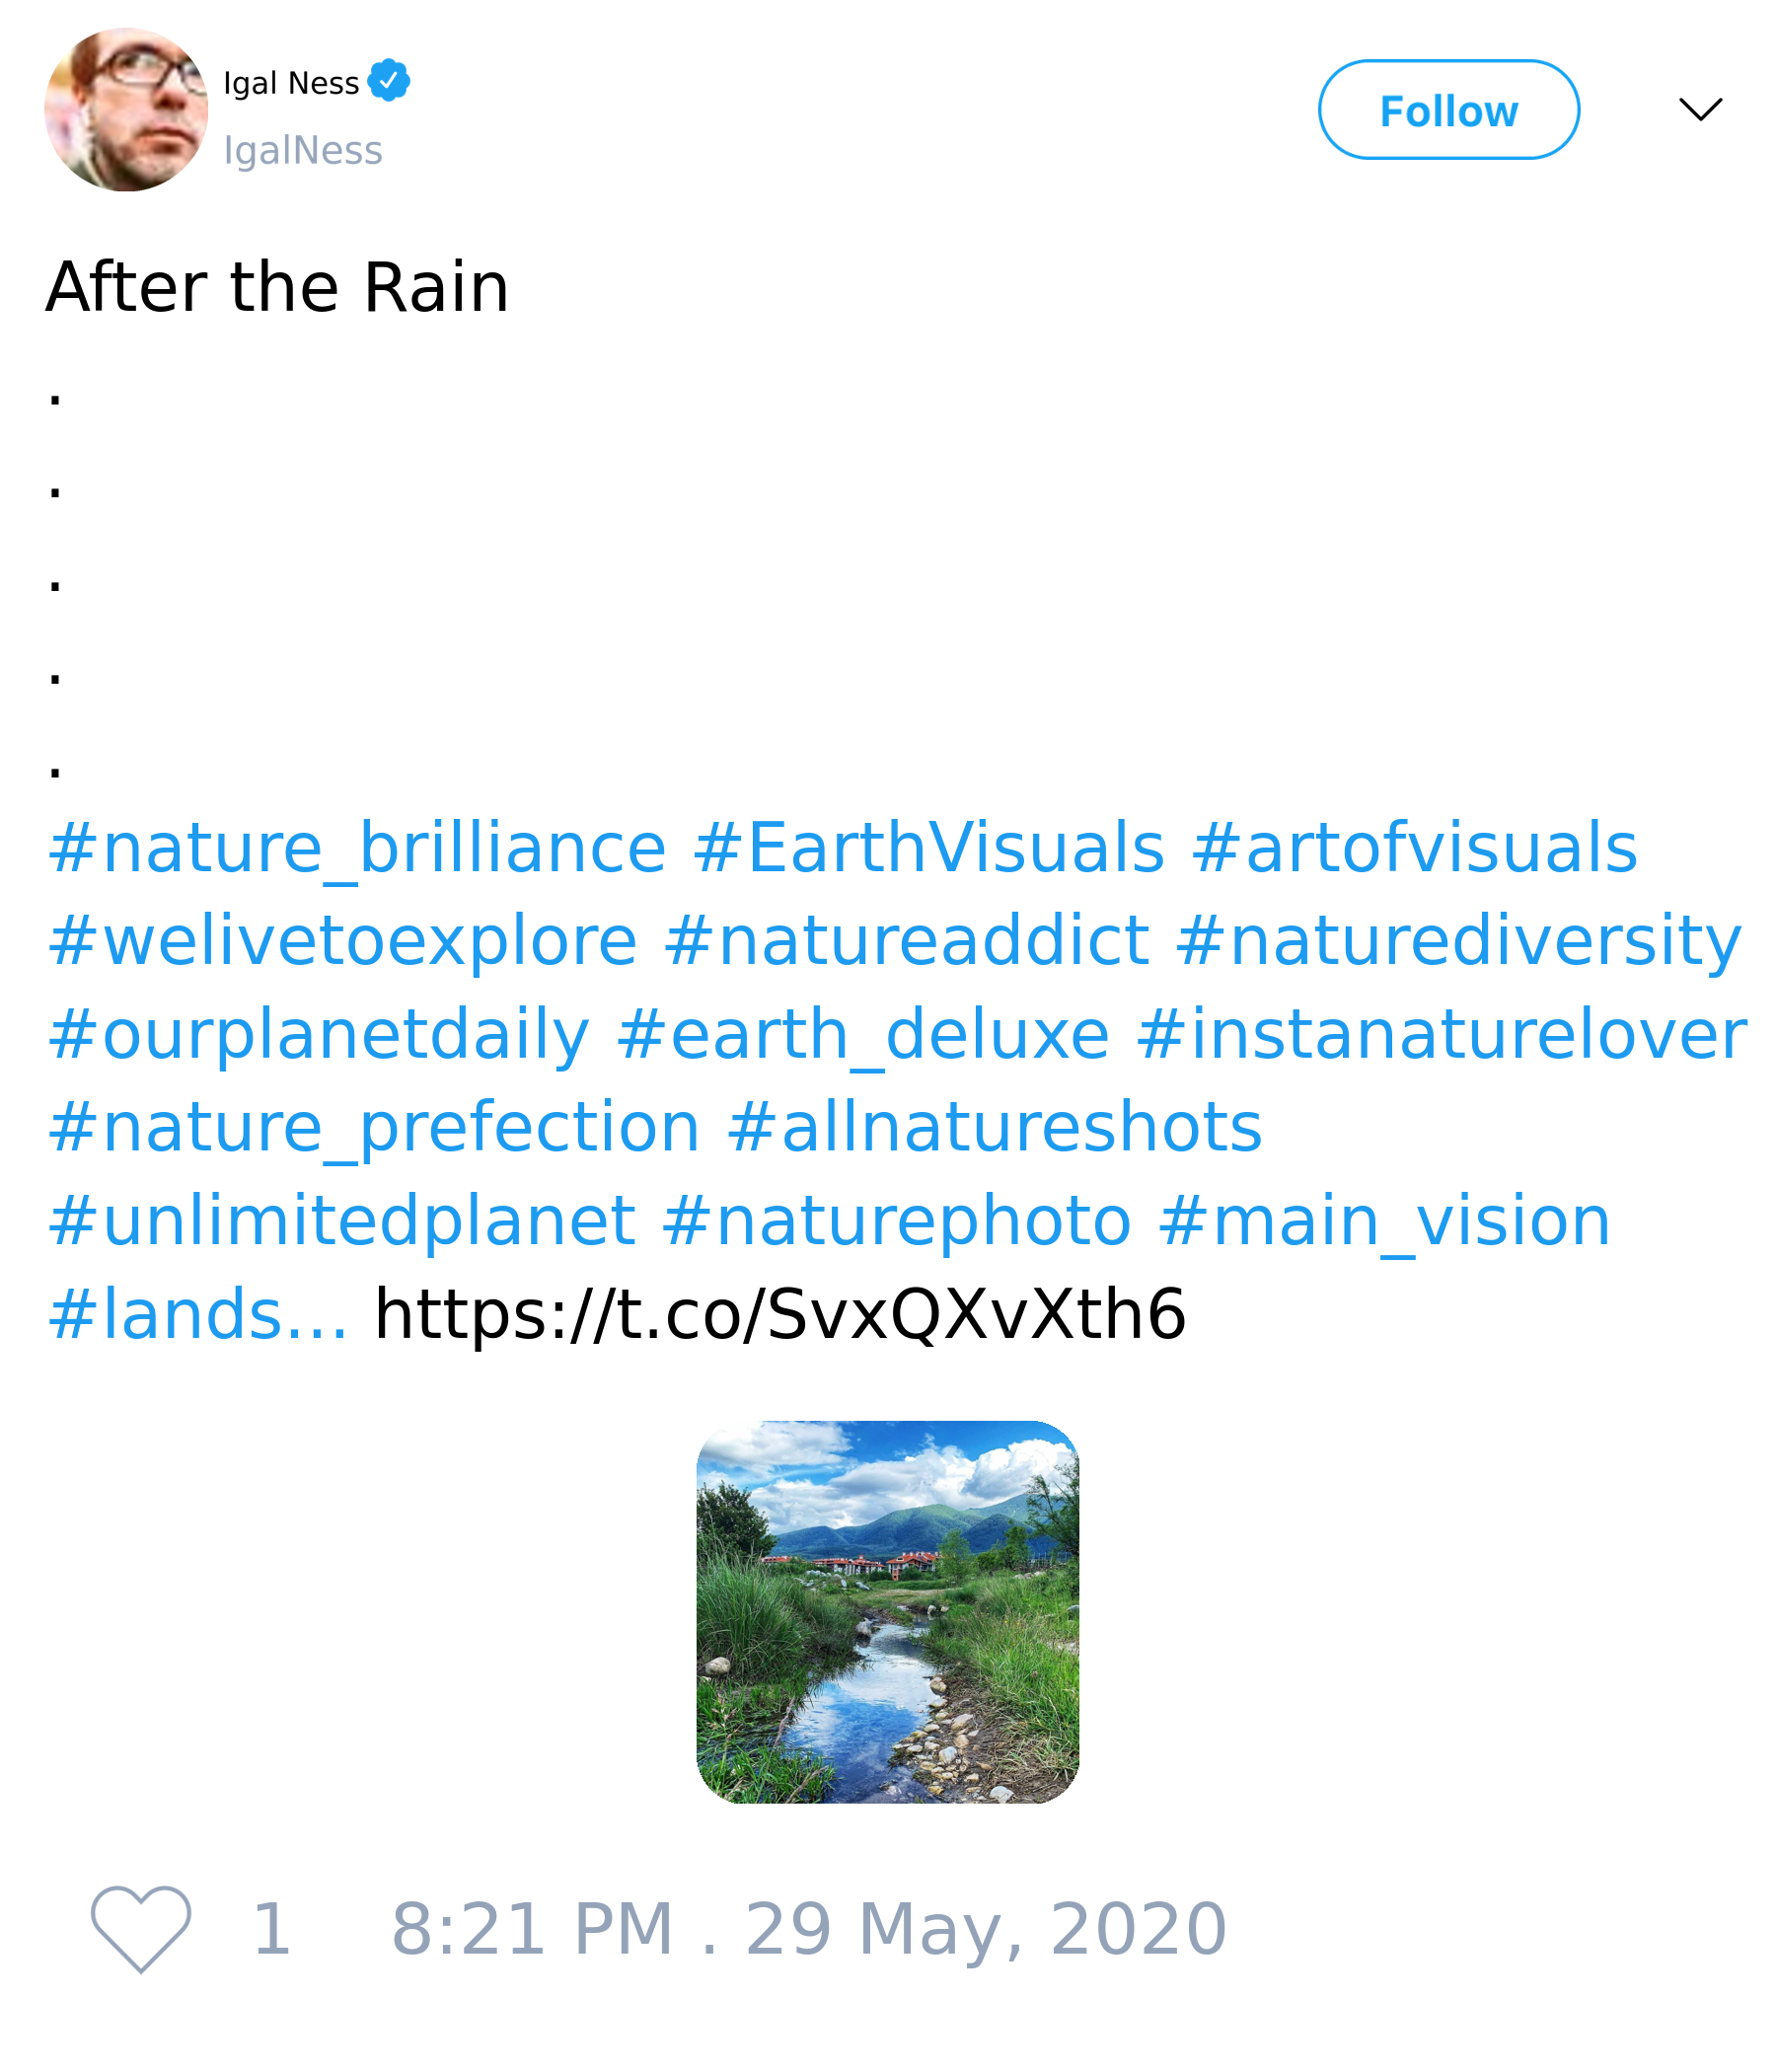 Igal Ness
IgalNess
Follow
After the Rain
.
.
.
.
.
#nature_brilliance #EarthVisuals #artofvisuals
#welivetoexplore #natureaddict #naturediversity
#ourplanetdaily #earth_deluxe #instanaturelover
#nature_prefection #allnatureshots
#unlimitedplanet #naturephoto #main_vision
#lands… https://t.co/SvxQXvXth6
1 8:21 PM . 29 May, 2020